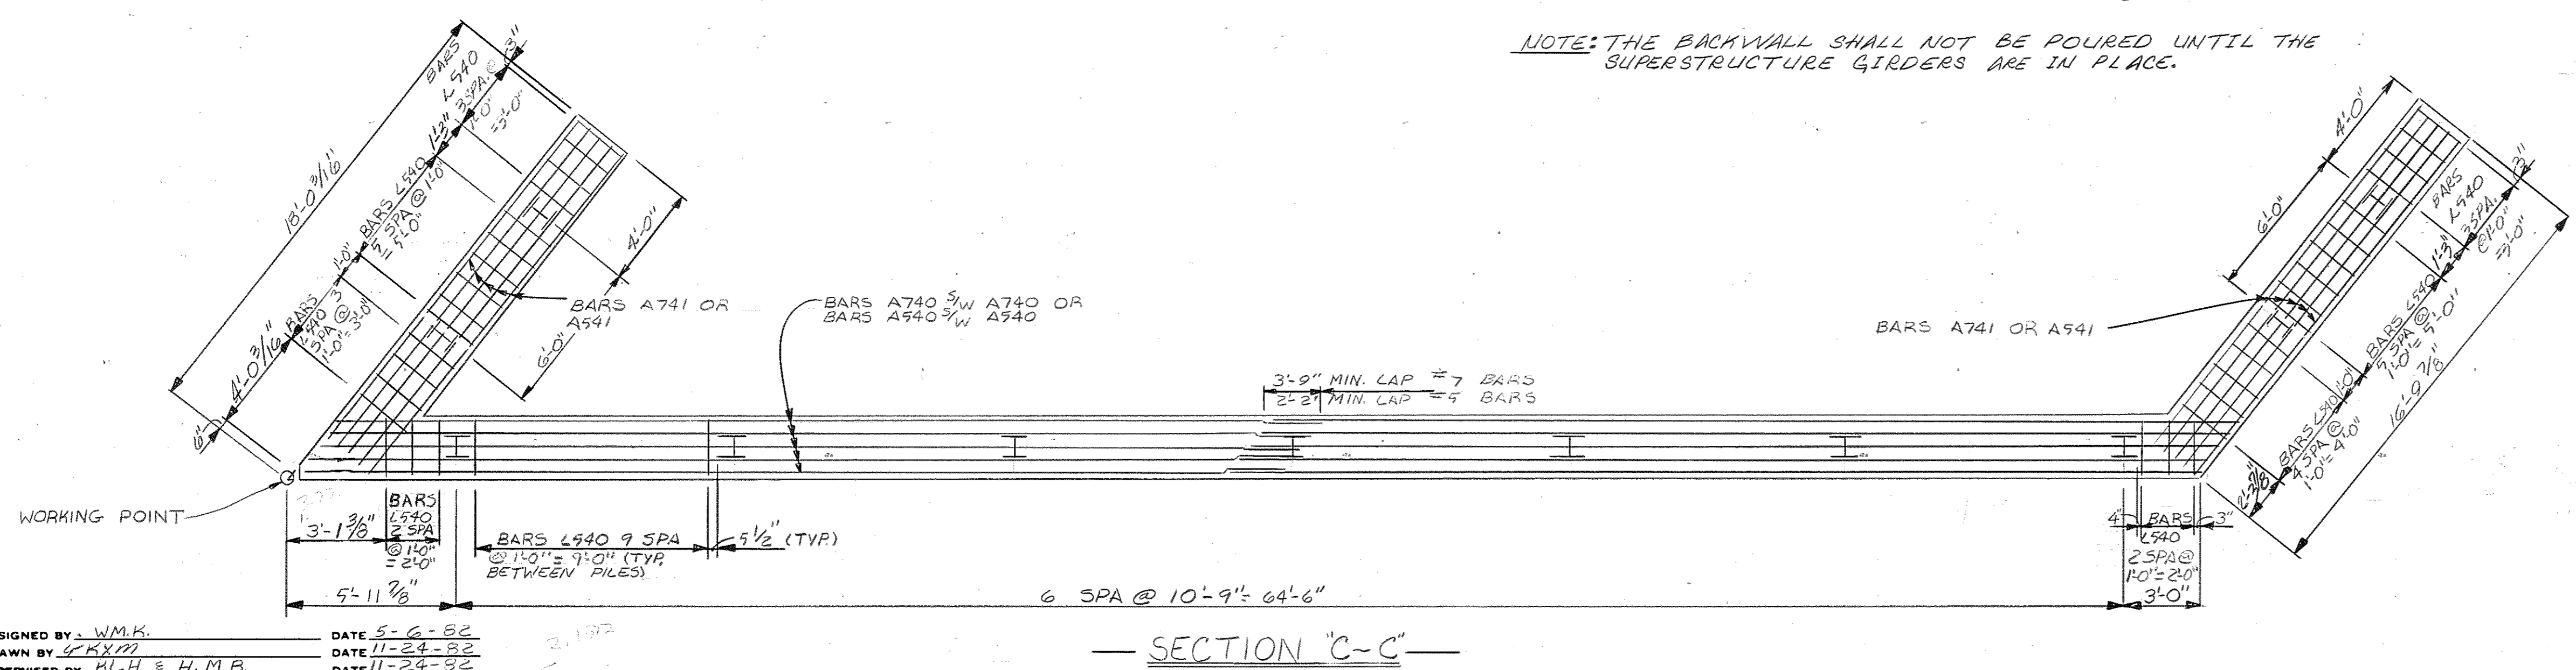 NOTE: THE BACKWALL SHALL NOT BE POURED UNTIL THE
SUPERSTRUCTURE GIRDERS ARE IN PLACE.
18'-0 3/16"
BARS
L540
3 SPA. @
1'-0"
=3'-0"
3"
1'-3"
BARS L540
5 SPA @ 1'-0"
= 5'-0"
1'-0"
BARS
L540 3
SPA @
1'-0"=3'-0"
4'-0 3/16"
6"
4'-0"
6'-0"
BARS A741 OR
A541
BARS A740 S/W A740 OR
BARS A540 S/W A540
3'-9" MIN. LAP #7 BARS
2'-2" MIN. LAP #5 BARS
BARS A741 OR A541
4'-0"
6'-0"
3"
BARS
L540
3 SPA.
@1'-0"
=3'-0"
1'-3"
BARS L540
5 SPA @
1'-0"=
5'-0"
1'-0"
BARS L540
4 SPA @
1'-0"= 4'-0"
16'-9 7/8"
2'-3 7/8"
WORKING POINT
3'-1 3/8"
BARS
L540
2 SPA
@ 1'-0"
= 2'-0"
BARS L540 9 SPA
@ 1'-0"= 9'-0" (TYP.
BETWEEN PILES)
5 1/2" (TYP.)
4"
BARS
L540
2 SPA @
1'-0"=2'-0"
3"
5'-11 7/8"
6 SPA @ 10'-9"= 64'-6"
3'-0"
SECTION "C~C"
SIGNED BY WM.K. DATE 5-6-82
AWN BY KXM DATE 11-24-82
KLH & H.M.B. DATE 11-24-82